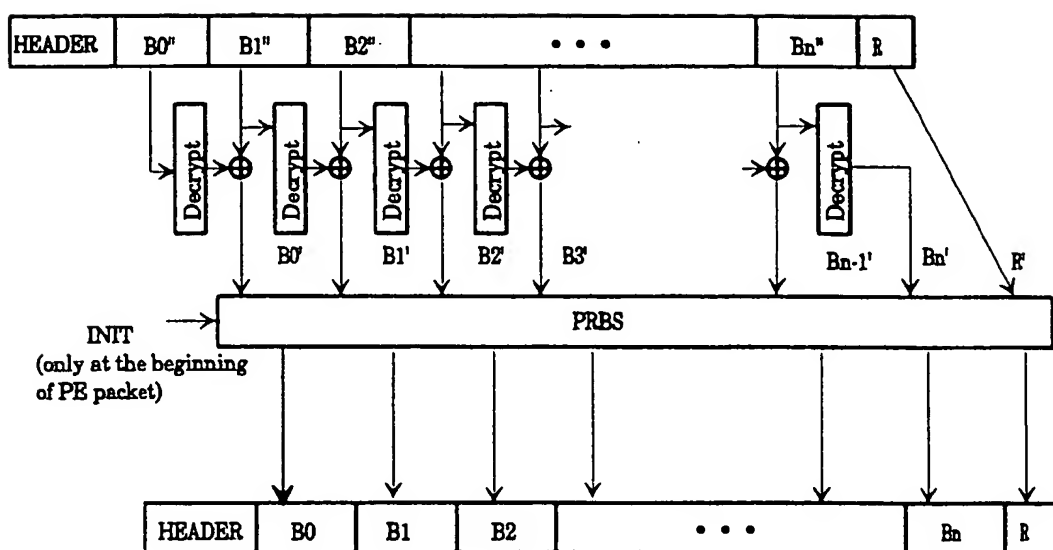 HEADER B0" B1" B2" • • • Bn" R
Decrypt Decrypt Decrypt Decrypt Decrypt
B0' B1' B2' B3' Bn-1' Bn' R'
PRBS
INIT
(only at the beginning
of PE packet)
HEADER B0 B1 B2 • • • Bn R